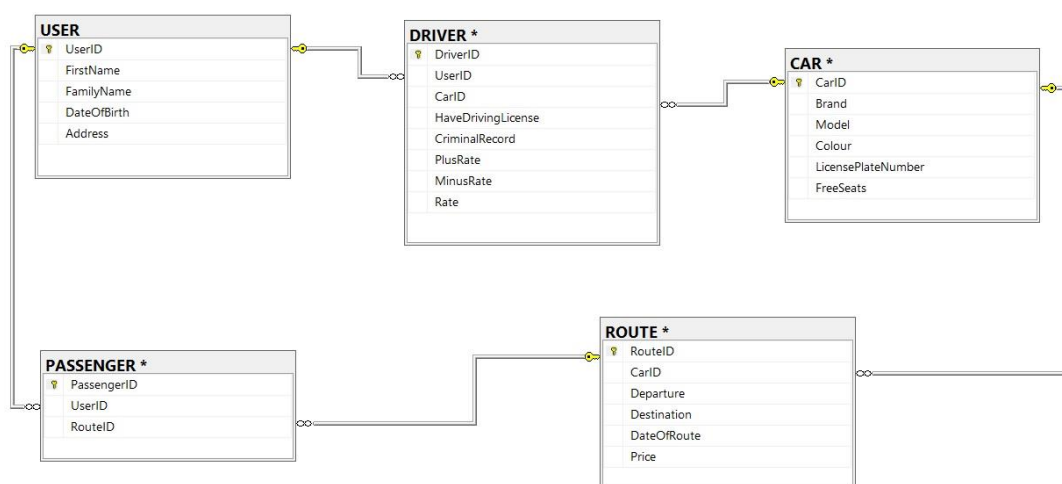 USER
UserID
FirstName
FamilyName
DateOfBirth
Address
DRIVER *
DriverID
UserID
CarID
HaveDrivingLicense
CriminalRecord
PlusRate
MinusRate
Rate
CAR *
CarID
Brand
Model
Colour
LicensePlateNumber
FreeSeats
PASSENGER *
PassengerID
UserID
RouteID
ROUTE *
RouteID
CarID
Departure
Destination
DateOfRoute
Price